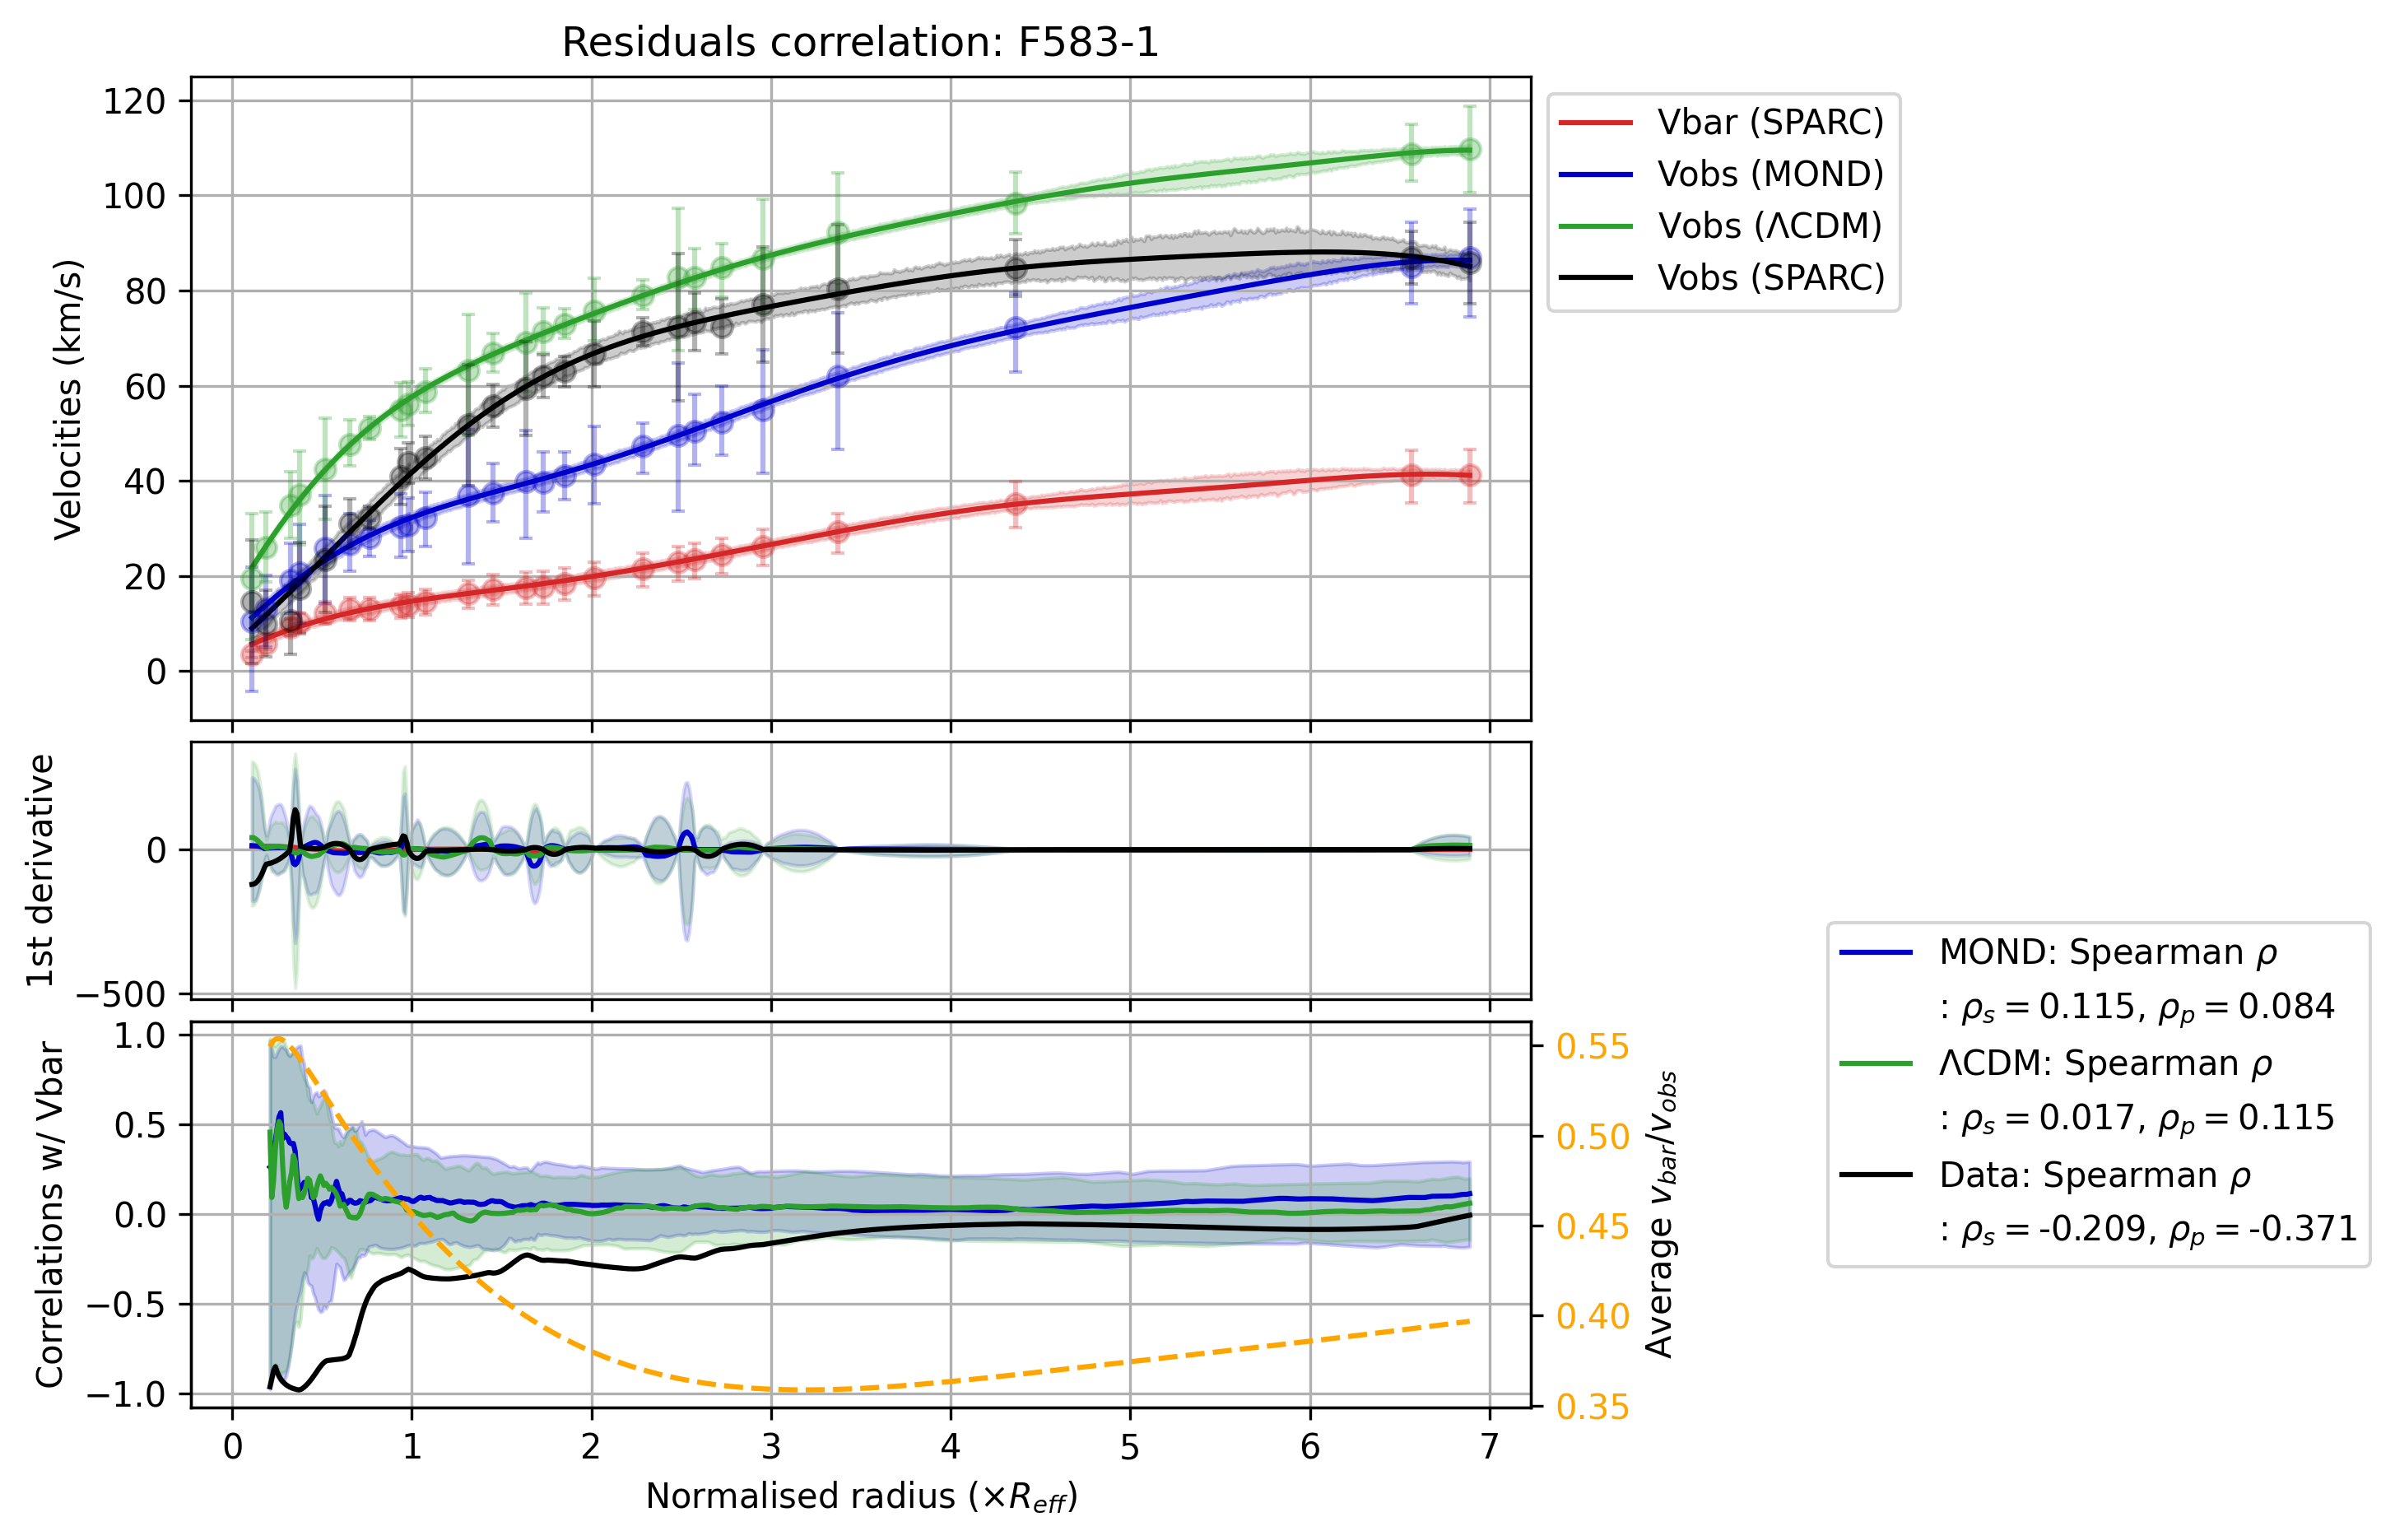 Residuals correlation: F583-1
Velocities (km/s)
120
100
80
60
40
20
0
Vbar (SPARC)
Vobs (MOND)
Vobs (ΛCDM)
Vobs (SPARC)
1st derivative
0
−500
Correlations w/ Vbar
1.0
0.5
0.0
−0.5
−1.0
0.55
0.50
0.45
0.40
0.35
Average v_bar/v_obs
MOND: Spearman ρ
: ρ_s = 0.115, ρ_p = 0.084
ΛCDM: Spearman ρ
: ρ_s = 0.017, ρ_p = 0.115
Data: Spearman ρ
: ρ_s = -0.209, ρ_p = -0.371
0 1 2 3 4 5 6 7
Normalised radius (×R_eff)